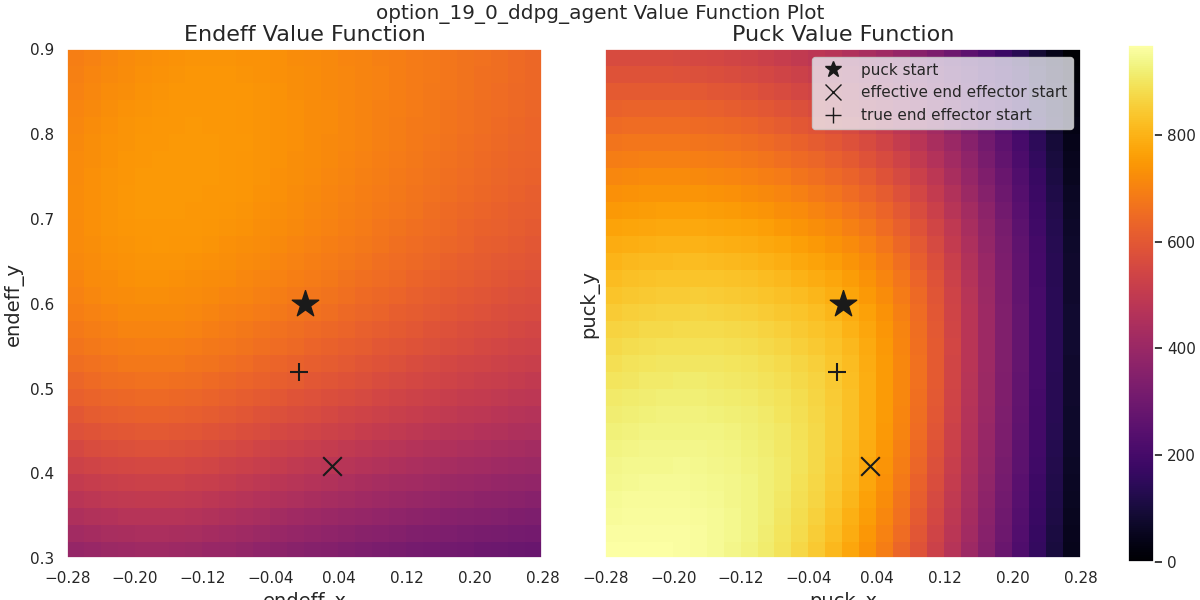 option_19_0_ddpg_agent Value Function Plot
Endeff Value Function
Puck Value Function
0.9
0.8
0.7
0.6
0.5
0.4
0.3
endeff_y
−0.28 −0.20 −0.12 −0.04 0.04 0.12 0.20 0.28
endeff_x
puck_y
puck start
effective end effector start
true end effector start
−0.28 −0.20 −0.12 −0.04 0.04 0.12 0.20 0.28
puck_x
800
600
400
200
0